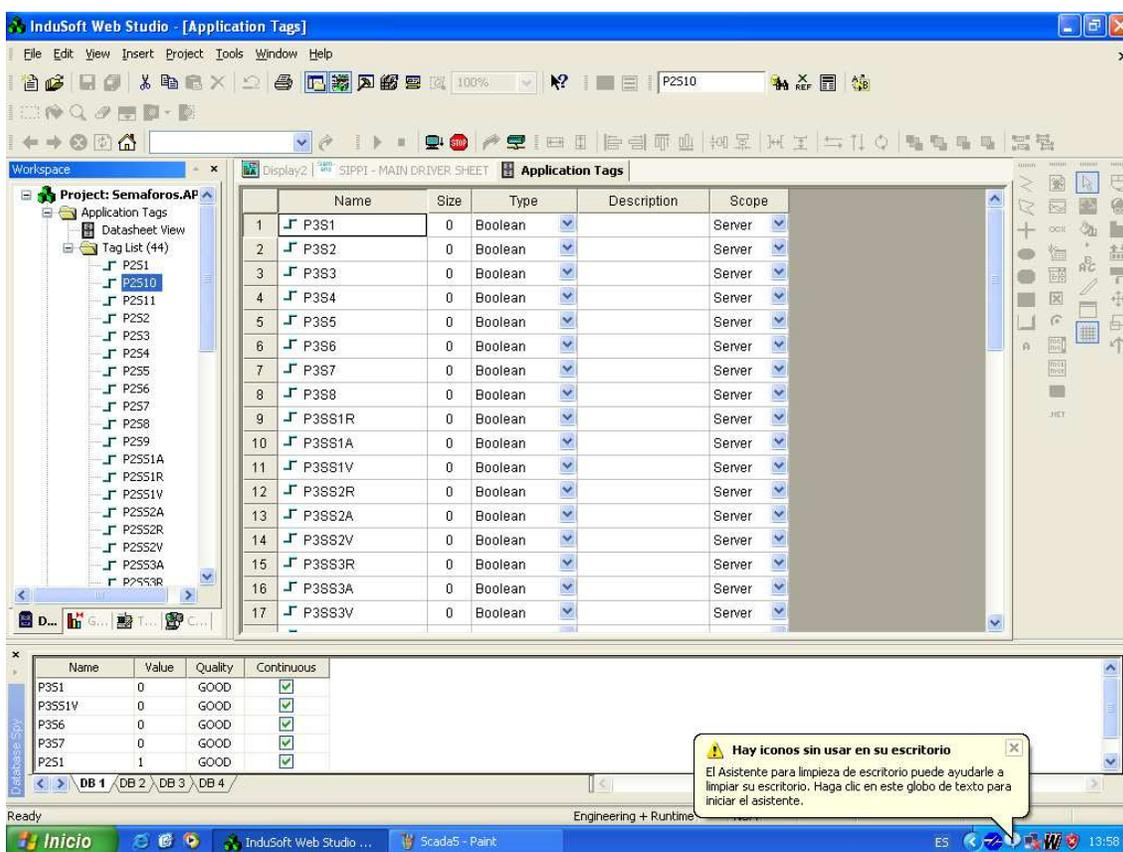 InduSoft Web Studio - [Application Tags]
File Edit View Insert Project Tools Window Help
100% P2S10
XREF
STOP
Workspace
Display2 SIPPI - MAIN DRIVER SHEET Application Tags
Project: Semaforos.AP
Application Tags
Datasheet View
Tag List (44)
P2S1
P2S10
P2S11
P2S2
P2S3
P2S4
P2S5
P2S6
P2S7
P2S8
P2S9
P2SS1A
P2SS1R
P2SS1V
P2SS2A
P2SS2R
P2SS2V
P2SS3A
P2SS3R
D... G... T... C...
Name Size Type Description Scope
1 P3S1 0 Boolean Server
2 P3S2 0 Boolean Server
3 P3S3 0 Boolean Server
4 P3S4 0 Boolean Server
5 P3S5 0 Boolean Server
6 P3S6 0 Boolean Server
7 P3S7 0 Boolean Server
8 P3S8 0 Boolean Server
9 P3SS1R 0 Boolean Server
10 P3SS1A 0 Boolean Server
11 P3SS1V 0 Boolean Server
12 P3SS2R 0 Boolean Server
13 P3SS2A 0 Boolean Server
14 P3SS2V 0 Boolean Server
15 P3SS3R 0 Boolean Server
16 P3SS3A 0 Boolean Server
17 P3SS3V 0 Boolean Server
Database Spy
Name Value Quality Continuous
P3S1 0 GOOD
P3SS1V 0 GOOD
P3S6 0 GOOD
P3S7 0 GOOD
P2S1 1 GOOD
DB 1 DB 2 DB 3 DB 4
Hay iconos sin usar en su escritorio
El Asistente para limpieza de escritorio puede ayudarle a
limpiar su escritorio. Haga clic en este globo de texto para
iniciar el asistente.
Ready Engineering + Runtime
Inicio InduSoft Web Studio ... Scada5 - Paint ES 13:58